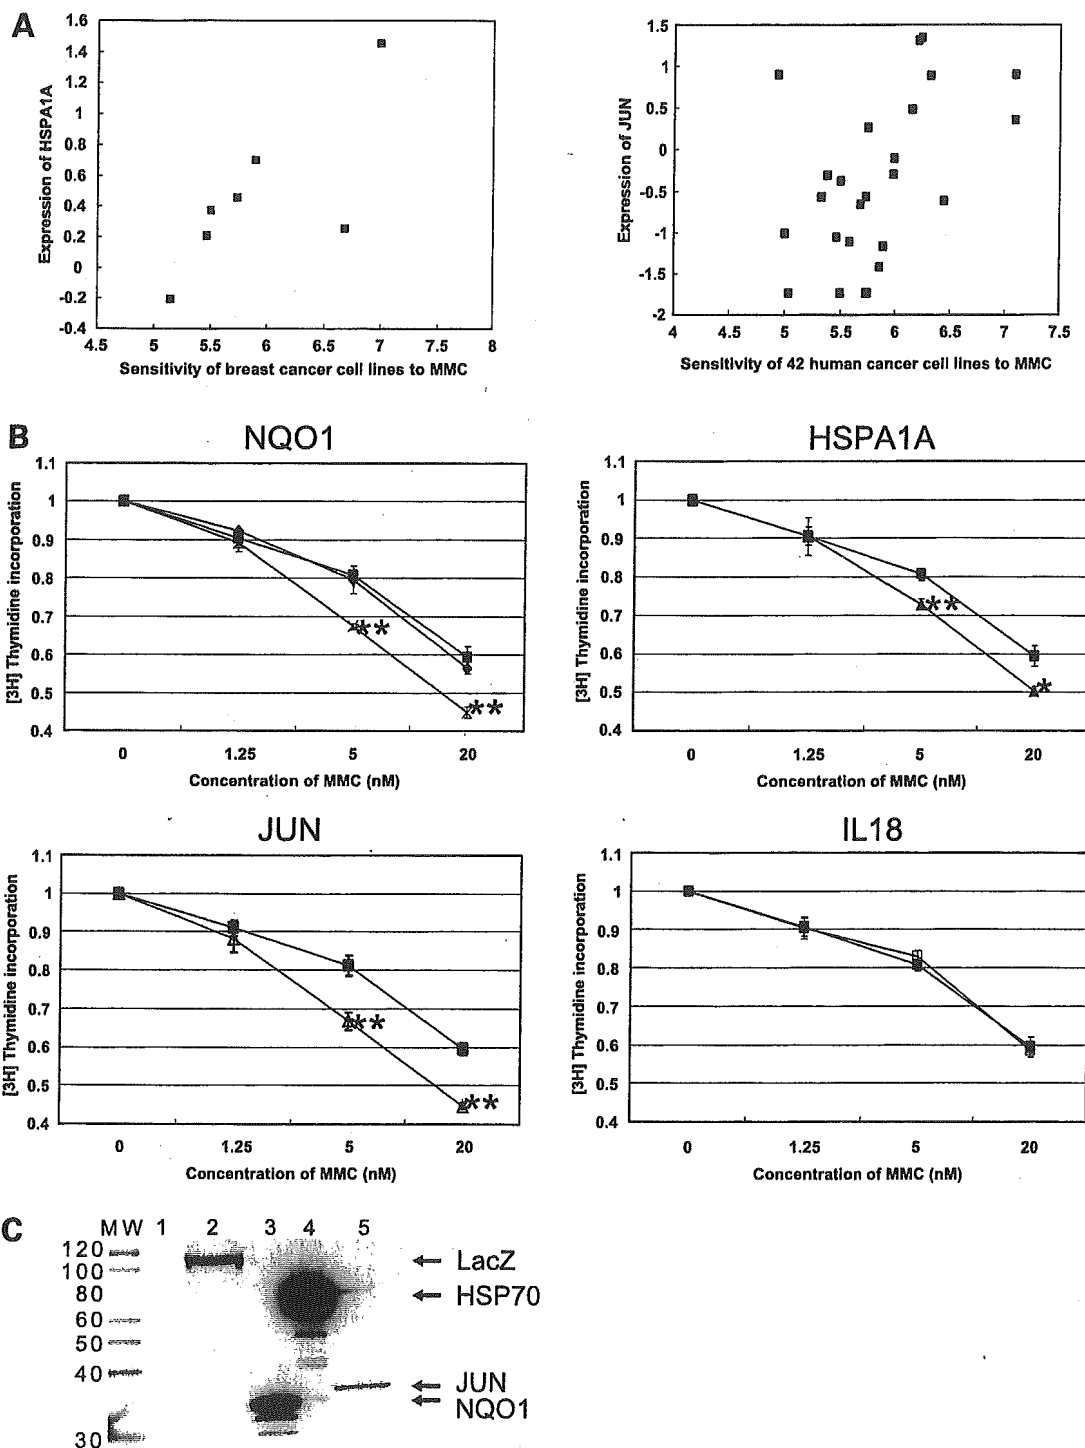 A
1.6
1.4
1.2
1
0.8
0.6
0.4
0.2
0
-0.2
-0.4
Expression of HSPA1A
4.5 5 5.5 6 6.5 7 7.5 8
Sensitivity of breast cancer cell lines to MMC
1.5
1
0.5
0
-0.5
-1
-1.5
-2
Expression of JUN
4 5 5.5 6 6.5 7 7.5
Sensitivity of 42 human cancer cell lines to MMC
B
NQO1
1.1
1
0.9
0.8
0.7
0.6
0.5
0.4
[3H] Thymidine incorporation
**
**
0 1.25 5 20
Concentration of MMC (nM)
HSPA1A
1.1
1
0.9
0.8
0.7
0.6
0.5
0.4
[3H] Thymidine incorporation
**
*
0 1.25 5 20
Concentration of MMC (nM)
JUN
1.1
1
0.9
0.8
0.7
0.6
0.5
0.4
[3H] Thymidine incorporation
**
**
0 1.25 5 20
Concentration of MMC (nM)
IL18
1.1
1
0.9
0.8
0.7
0.6
0.5
0.4
[3H] Thymidine incorporation
0 1.25 5 20
Concentration of MMC (nM)
C
MW 1 2 3 4 5
120
100
80
60
50
40
30
LacZ
HSP70
JUN
NQO1